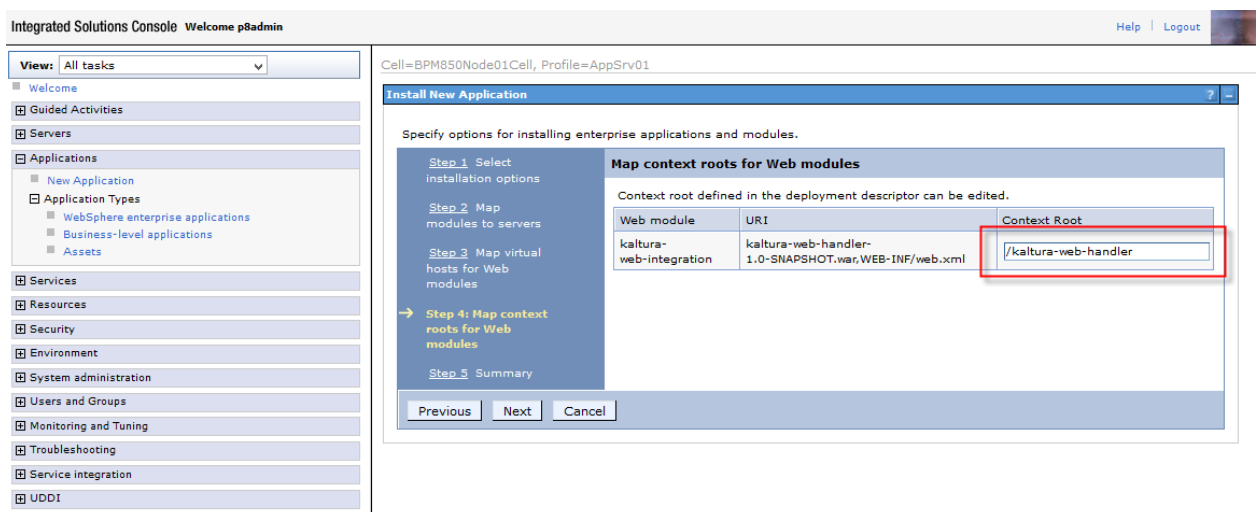 Integrated Solutions Console Welcome p8admin
Help | Logout
View: All tasks
Welcome
Guided Activities
Servers
Applications
New Application
Application Types
WebSphere enterprise applications
Business-level applications
Assets
Services
Resources
Security
Environment
System administration
Users and Groups
Monitoring and Tuning
Troubleshooting
Service integration
UDDI
Cell=BPM850Node01Cell, Profile=AppSrv01
Install New Application
? -
Specify options for installing enterprise applications and modules.
Step 1 Select
installation options
Step 2 Map
modules to servers
Step 3 Map virtual
hosts for Web
modules
Step 4: Map context
roots for Web
modules
Step 5 Summary
Map context roots for Web modules
Context root defined in the deployment descriptor can be edited.
Web module URI Context Root
kaltura-
web-integration
kaltura-web-handler-
1.0-SNAPSHOT.war,WEB-INF/web.xml
/kaltura-web-handler
Previous Next Cancel